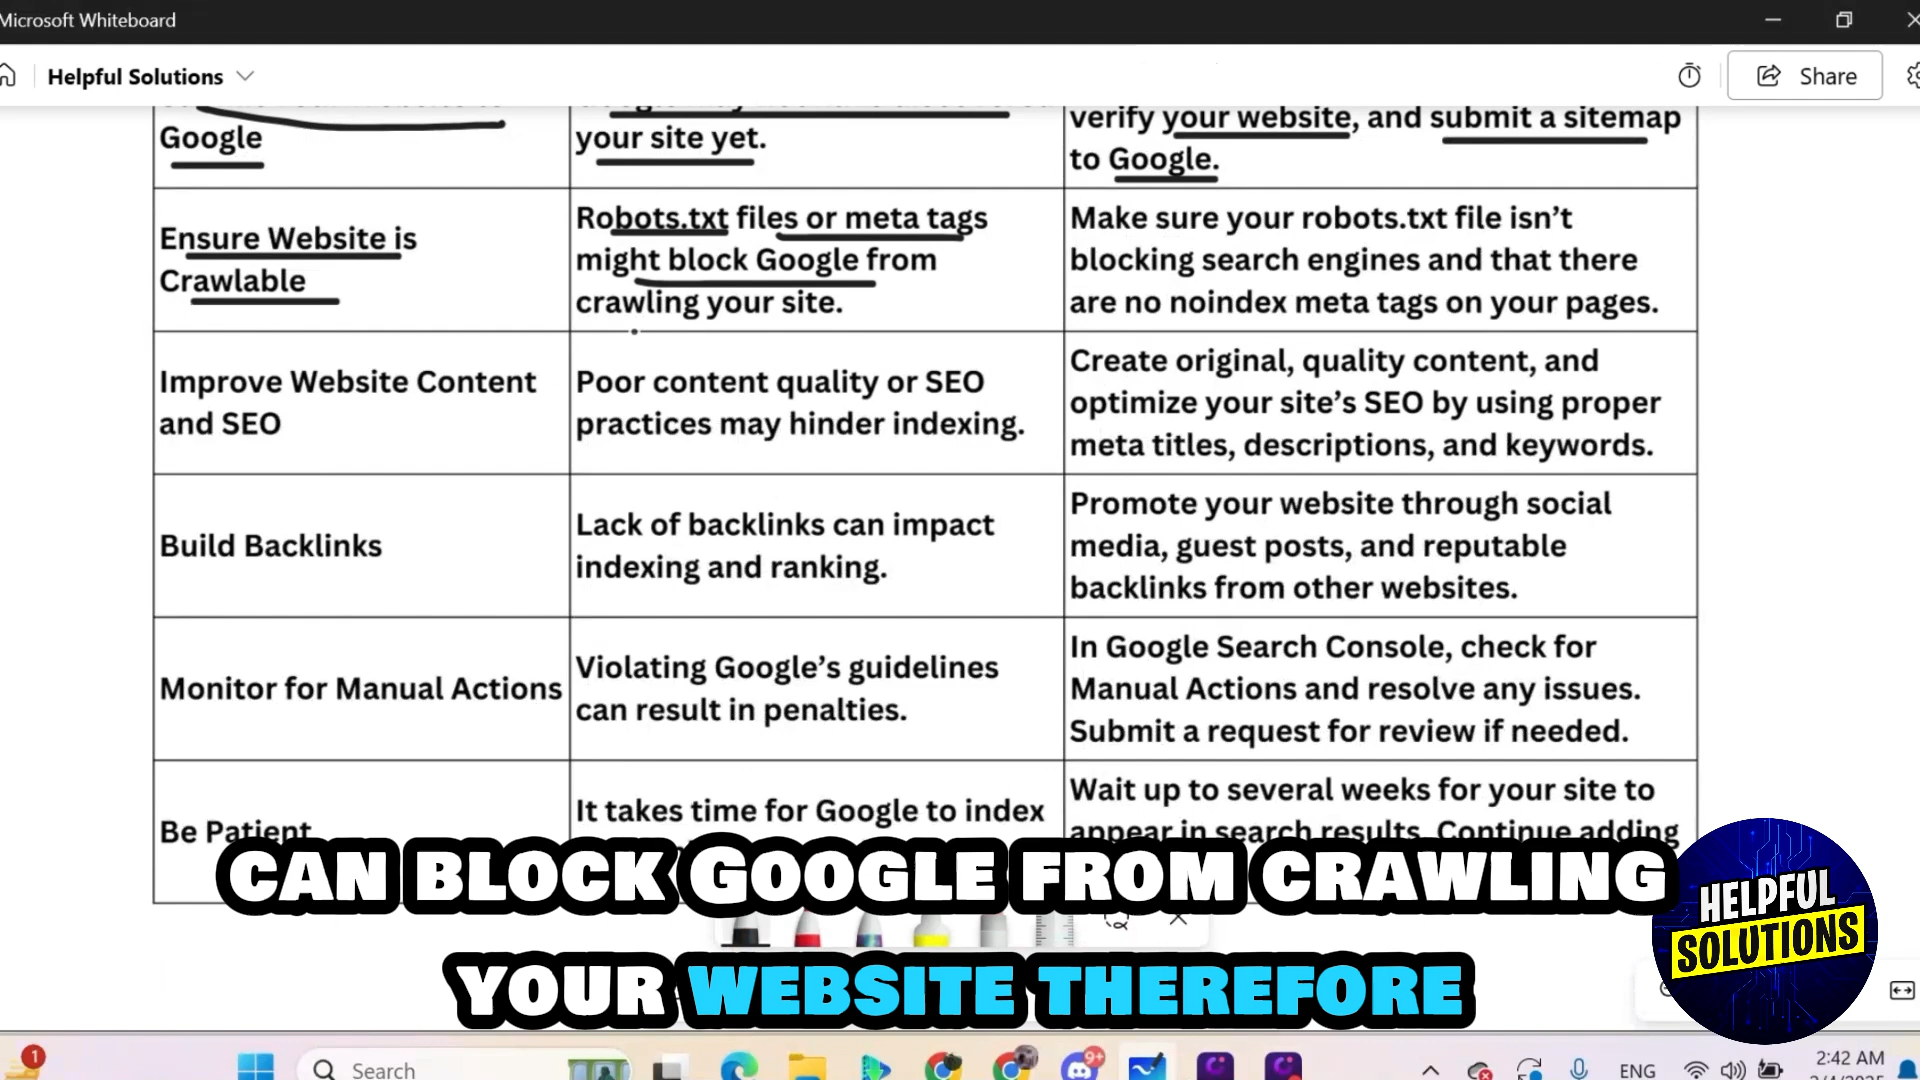 Microsoft Whiteboard
Helpful Solutions
Share
Google
your site yet.
verify your website, and submit a sitemap
to Google.
Ensure Website is
Crawlable
Robots.txt files or meta tags
might block Google from
crawling your site.
Make sure your robots.txt file isn’t
blocking search engines and that there
are no noindex meta tags on your pages.
Improve Website Content
and SEO
Poor content quality or SEO
practices may hinder indexing.
Create original, quality content, and
optimize your site’s SEO by using proper
meta titles, descriptions, and keywords.
Build Backlinks
Lack of backlinks can impact
indexing and ranking.
Promote your website through social
media, guest posts, and reputable
backlinks from other websites.
Monitor for Manual Actions
Violating Google’s guidelines
can result in penalties.
In Google Search Console, check for
Manual Actions and resolve any issues.
Submit a request for review if needed.
Be Patient
It takes time for Google to index
Wait up to several weeks for your site to
appear in search results. Continue adding
CAN BLOCK GOOGLE FROM CRAWLING
YOUR WEBSITE THEREFORE
HELPFUL
SOLUTIONS
1
Search
9+
ENG
2:42 AM